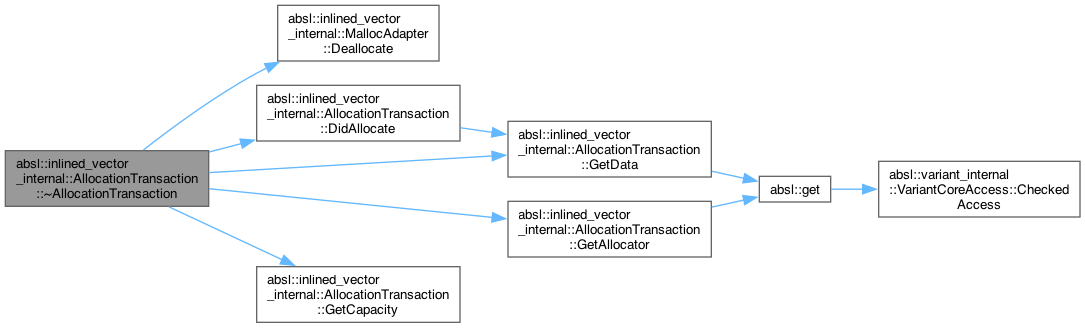 absl::inlined_vector
_internal::MallocAdapter
::Deallocate
absl::inlined_vector
_internal::AllocationTransaction
::DidAllocate
absl::inlined_vector
_internal::AllocationTransaction
::~AllocationTransaction
absl::inlined_vector
_internal::AllocationTransaction
::GetData
absl::get
absl::variant_internal
::VariantCoreAccess::Checked
Access
absl::inlined_vector
_internal::AllocationTransaction
::GetAllocator
absl::inlined_vector
_internal::AllocationTransaction
::GetCapacity